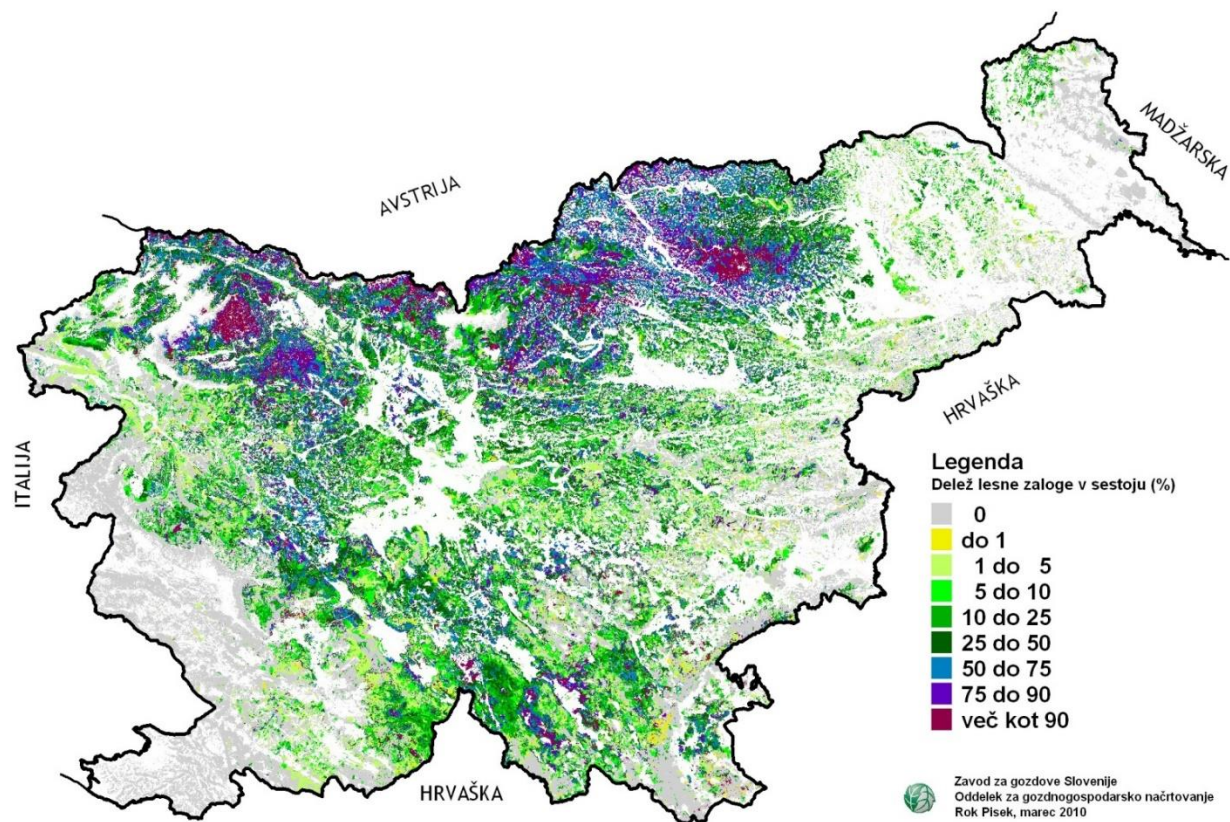 MADŽARSKA
AVSTRIJA
HRVAŠKA
ITALIJA
Legenda
Delež lesne zaloge v sestoju (%)
0
do 1
1 do 5
5 do 10
10 do 25
25 do 50
50 do 75
75 do 90
več kot 90
HRVAŠKA
Zavod za gozdove Slovenije
Oddelek za gozdnogospodarsko načrtovanje
Rok Pisek, marec 2010